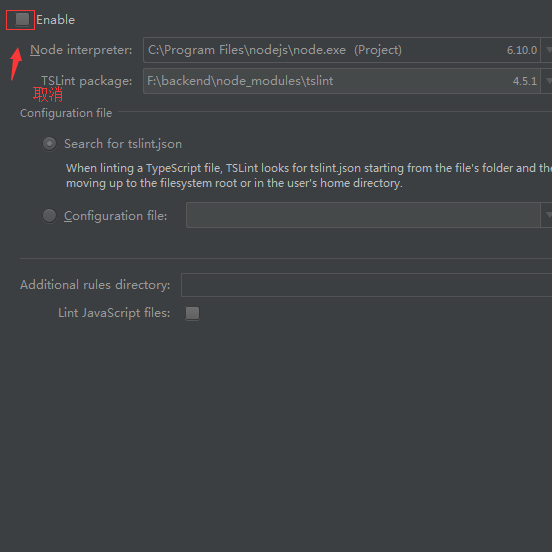 Enable
Node interpreter: C:\Program Files\nodejs\node.exe (Project) 6.10.0
TSLint package: F:\backend\node_modules\tslint 4.5.1
取消
Configuration file
Search for tslint.json
When linting a TypeScript file, TSLint looks for tslint.json starting from the file's folder and the
moving up to the filesystem root or in the user's home directory.
Configuration file:
Additional rules directory:
Lint JavaScript files: